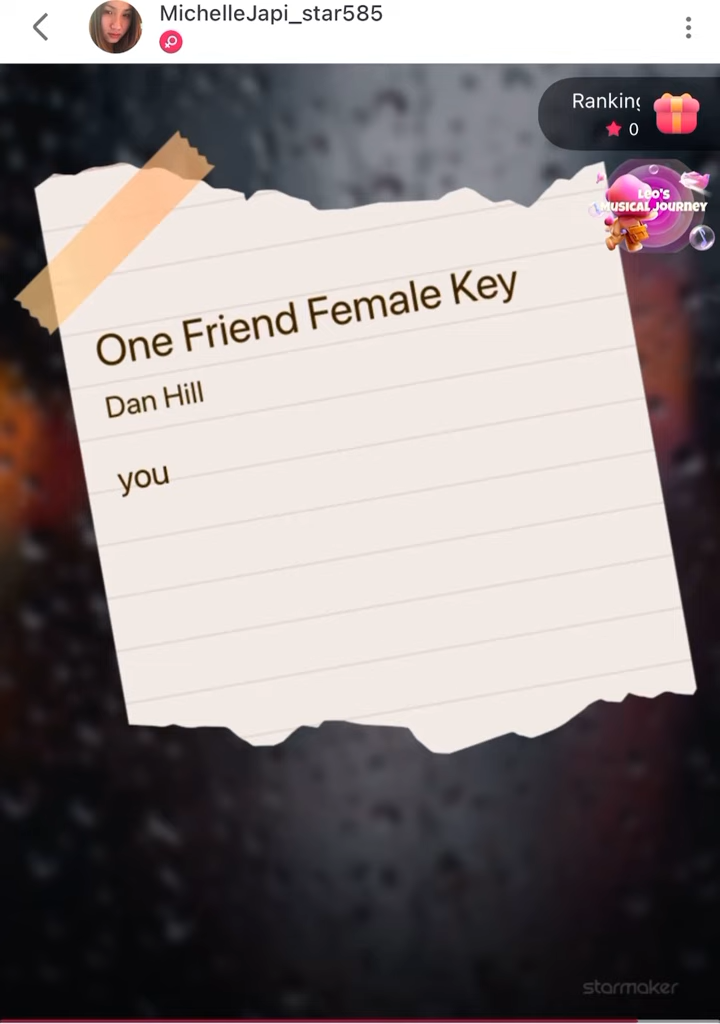 MichelleJapi_star585
Ranking
0
LEO'S
MUSICAL JOURNEY
One Friend Female Key
Dan Hill
you
starmaker